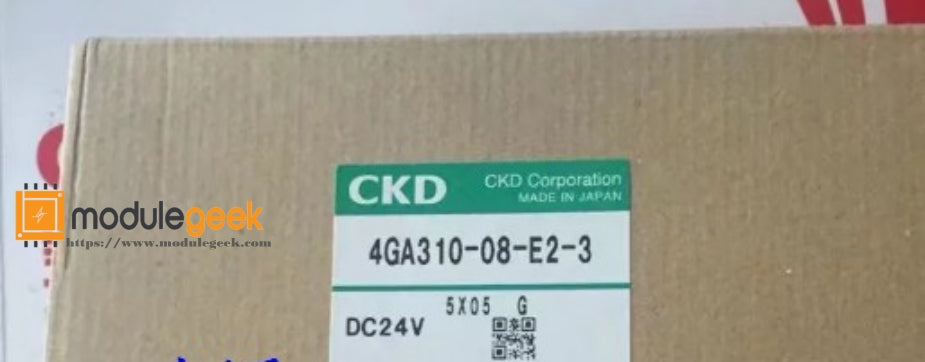 CKD
CKD Corporation
MADE IN JAPAN
modulegeek
https://www.modulegeek.com
4GA310-08-E2-3
5X05 G
DC24V